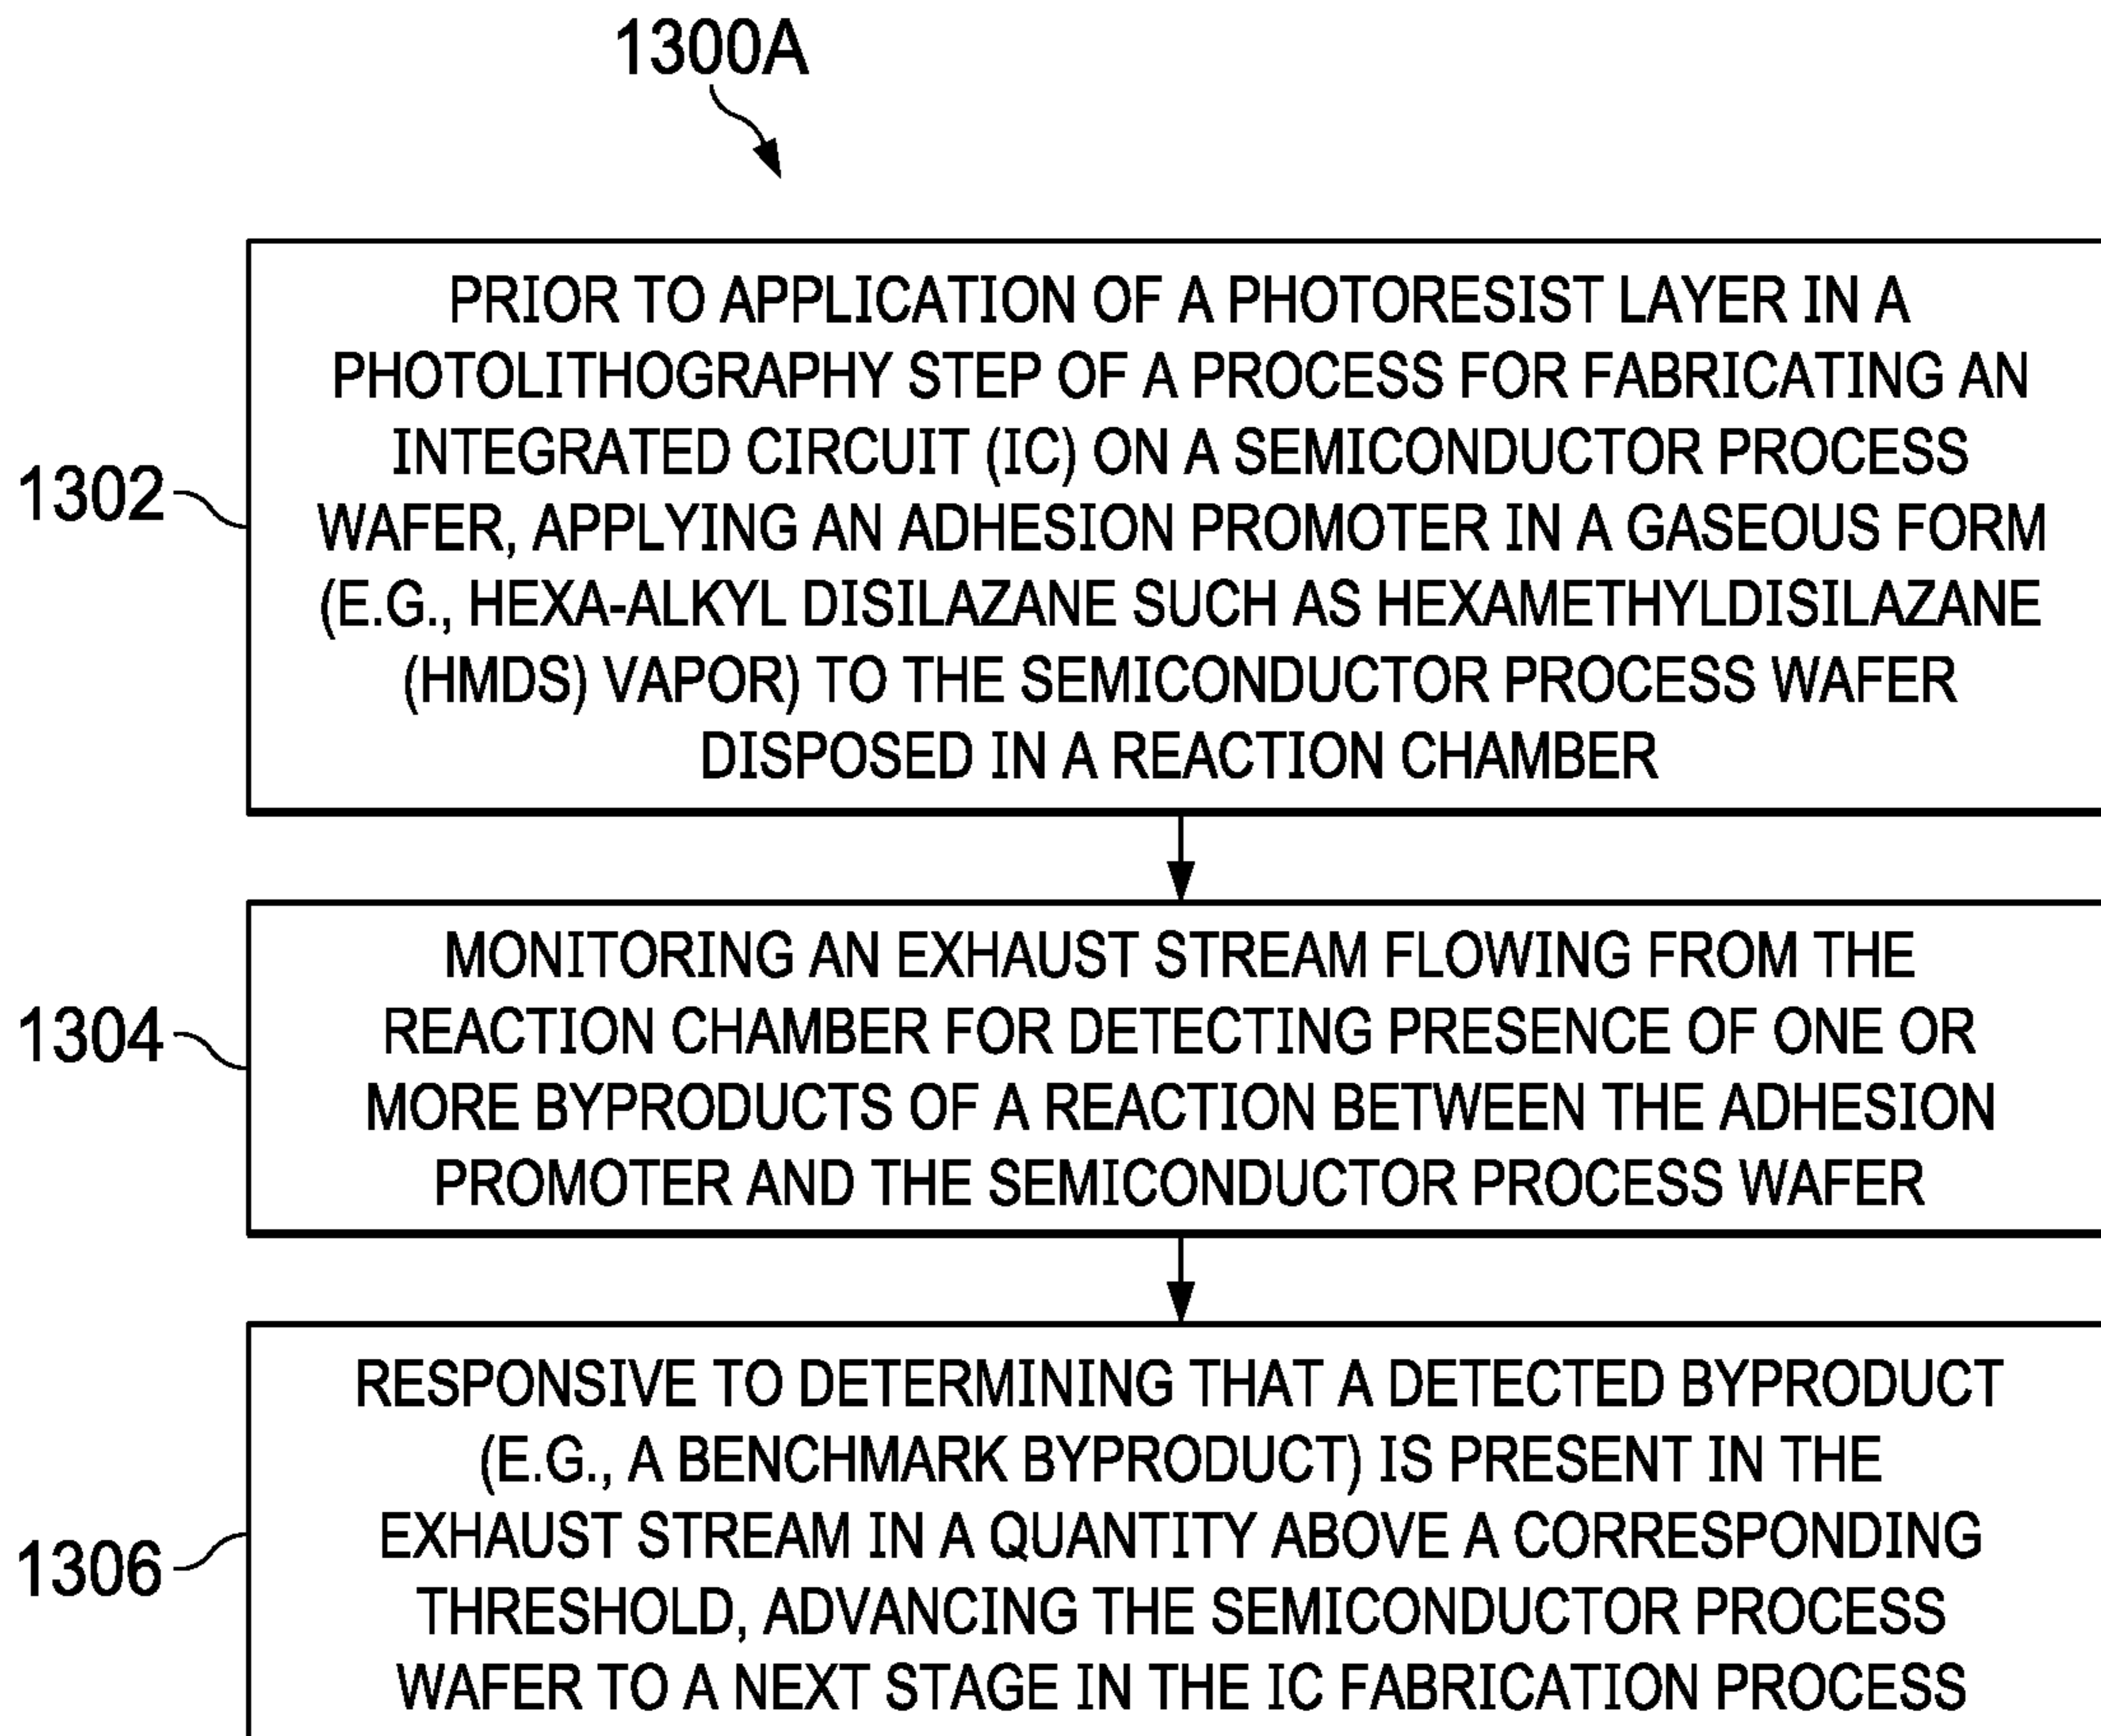 1300A
PRIOR TO APPLICATION OF A PHOTORESIST LAYER IN A
PHOTOLITHOGRAPHY STEP OF A PROCESS FOR FABRICATING AN
INTEGRATED CIRCUIT (IC) ON A SEMICONDUCTOR PROCESS
WAFER, APPLYING AN ADHESION PROMOTER IN A GASEOUS FORM
(E.G., HEXA-ALKYL DISILAZANE SUCH AS HEXAMETHYLDISILAZANE
(HMDS) VAPOR) TO THE SEMICONDUCTOR PROCESS WAFER
DISPOSED IN A REACTION CHAMBER
1302
MONITORING AN EXHAUST STREAM FLOWING FROM THE
REACTION CHAMBER FOR DETECTING PRESENCE OF ONE OR
MORE BYPRODUCTS OF A REACTION BETWEEN THE ADHESION
PROMOTER AND THE SEMICONDUCTOR PROCESS WAFER
1304
RESPONSIVE TO DETERMINING THAT A DETECTED BYPRODUCT
(E.G., A BENCHMARK BYPRODUCT) IS PRESENT IN THE
EXHAUST STREAM IN A QUANTITY ABOVE A CORRESPONDING
THRESHOLD, ADVANCING THE SEMICONDUCTOR PROCESS
WAFER TO A NEXT STAGE IN THE IC FABRICATION PROCESS
1306